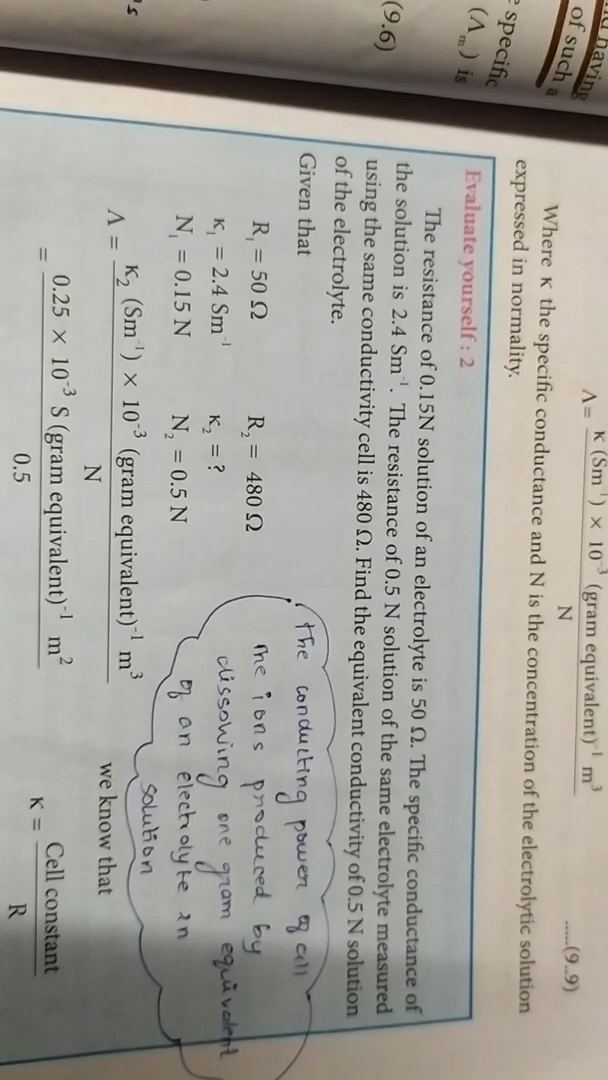 nd having
of such a
e specific
(Λm) is
(9.6)
's
Λ = κ (Sm⁻¹) × 10⁻³ (gram equivalent)⁻¹ m³ / N .....(9..9)
Where κ the specific conductance and N is the concentration of the electrolytic solution
expressed in normality.
Evaluate yourself : 2
The resistance of 0.15N solution of an electrolyte is 50 Ω. The specific conductance of
the solution is 2.4 Sm⁻¹. The resistance of 0.5 N solution of the same electrolyte measured
using the same conductivity cell is 480 Ω. Find the equivalent conductivity of 0.5 N solution
of the electrolyte.
Given that
R₁ = 50 Ω R₂ = 480 Ω
κ₁ = 2.4 Sm⁻¹ κ₂ = ?
N₁ = 0.15 N N₂ = 0.5 N
Λ = κ₂ (Sm⁻¹) × 10⁻³ (gram equivalent)⁻¹ m³ / N
= 0.25 × 10⁻³ S (gram equivalent)⁻¹ m² / 0.5
we know that
κ = Cell constant / R
The conducting power of all
the ions produced by
dissowing one gram equivalent
of an electrolyte in
solution